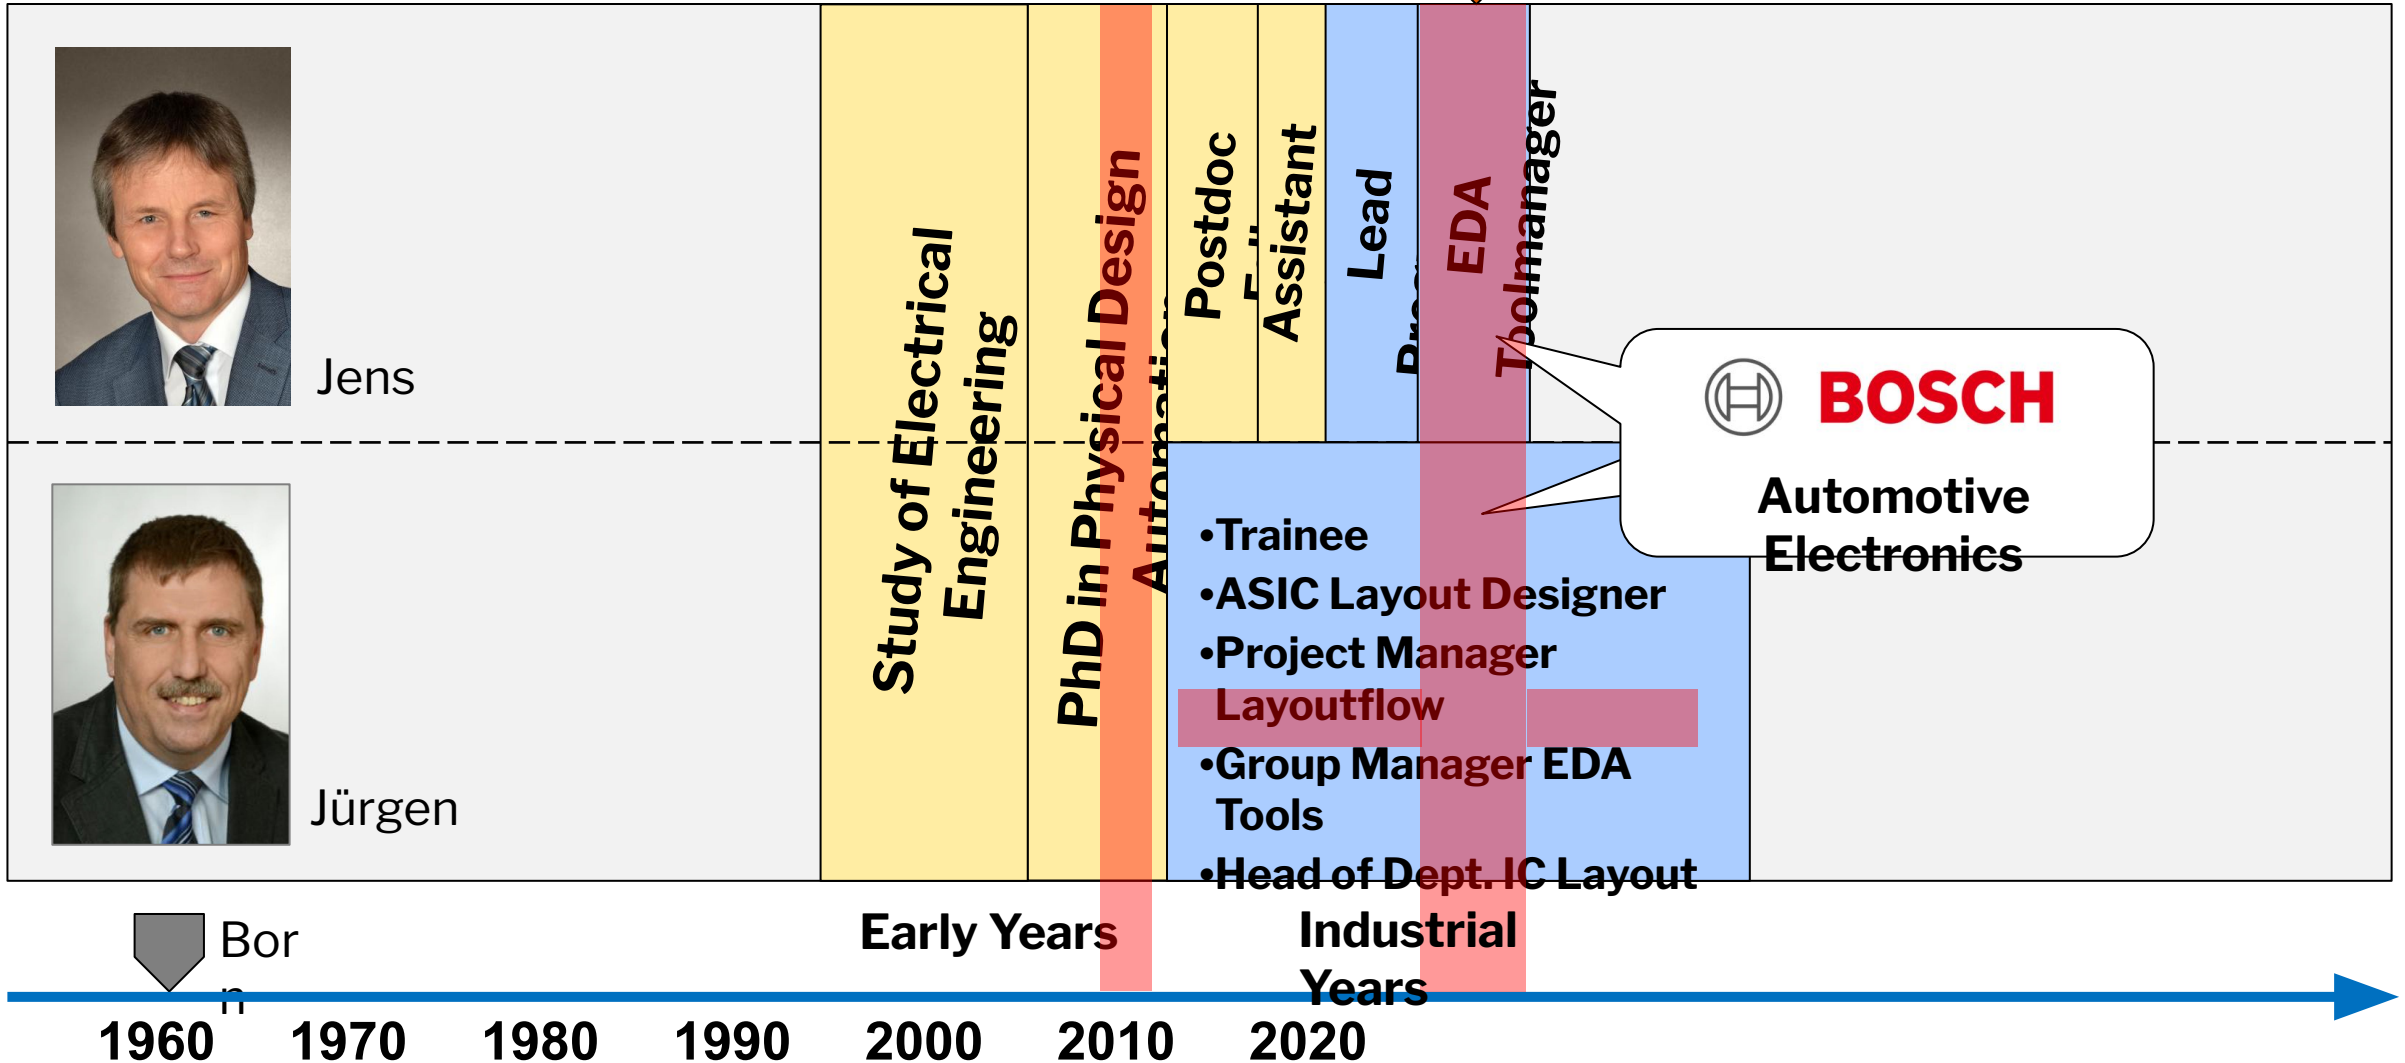 Jens
Study of Electrical
Engineering
PhD in Physical Design
Automation
Postdoc
Assistant
Lead
EDA
Toolmanager
BOSCH
Automotive
Electronics
Jürgen
•Trainee
•ASIC Layout Designer
•Project Manager
Layoutflow
•Group Manager EDA
Tools
•Head of Dept. IC Layout
Bor
n
Early Years
Industrial
Years
1960 1970 1980 1990 2000 2010 2020